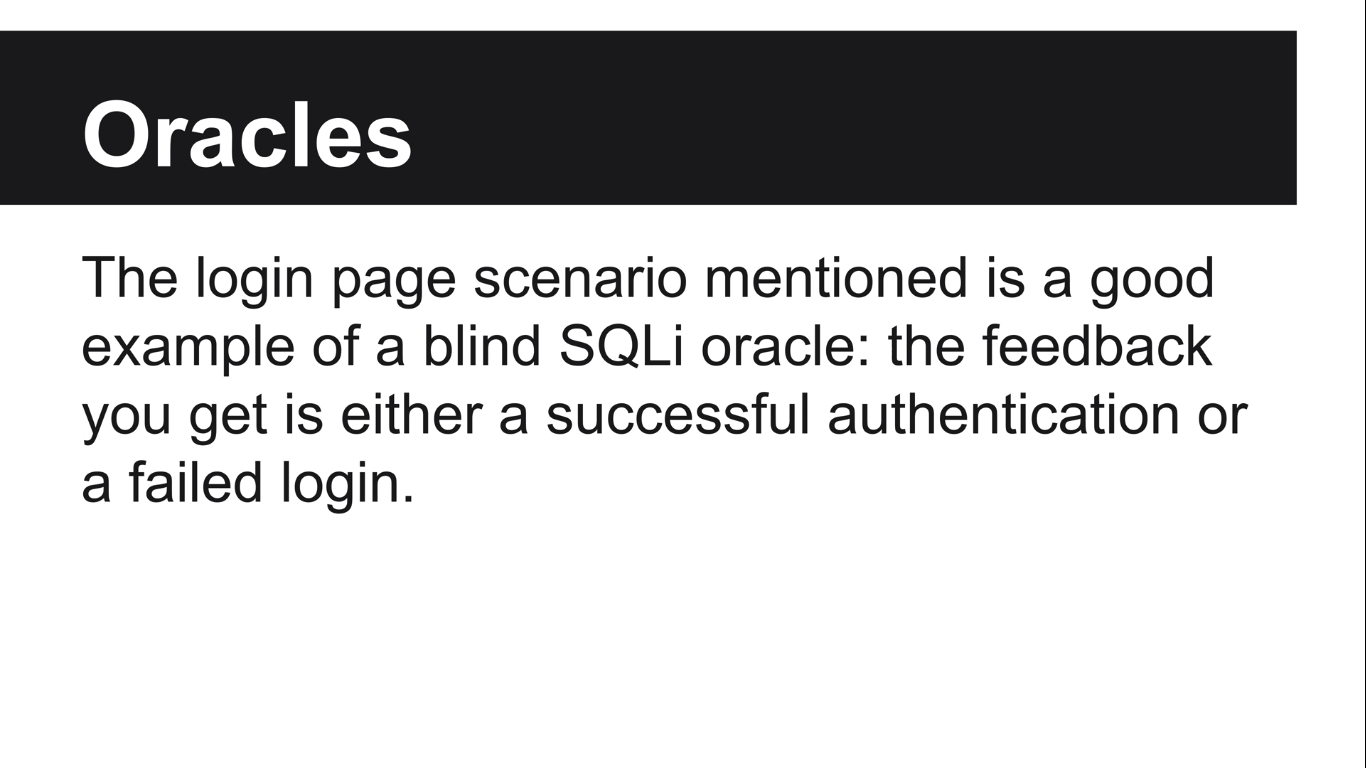 Oracles
The login page scenario mentioned is a good
example of a blind SQLi oracle: the feedback
you get is either a successful authentication or
a failed login.